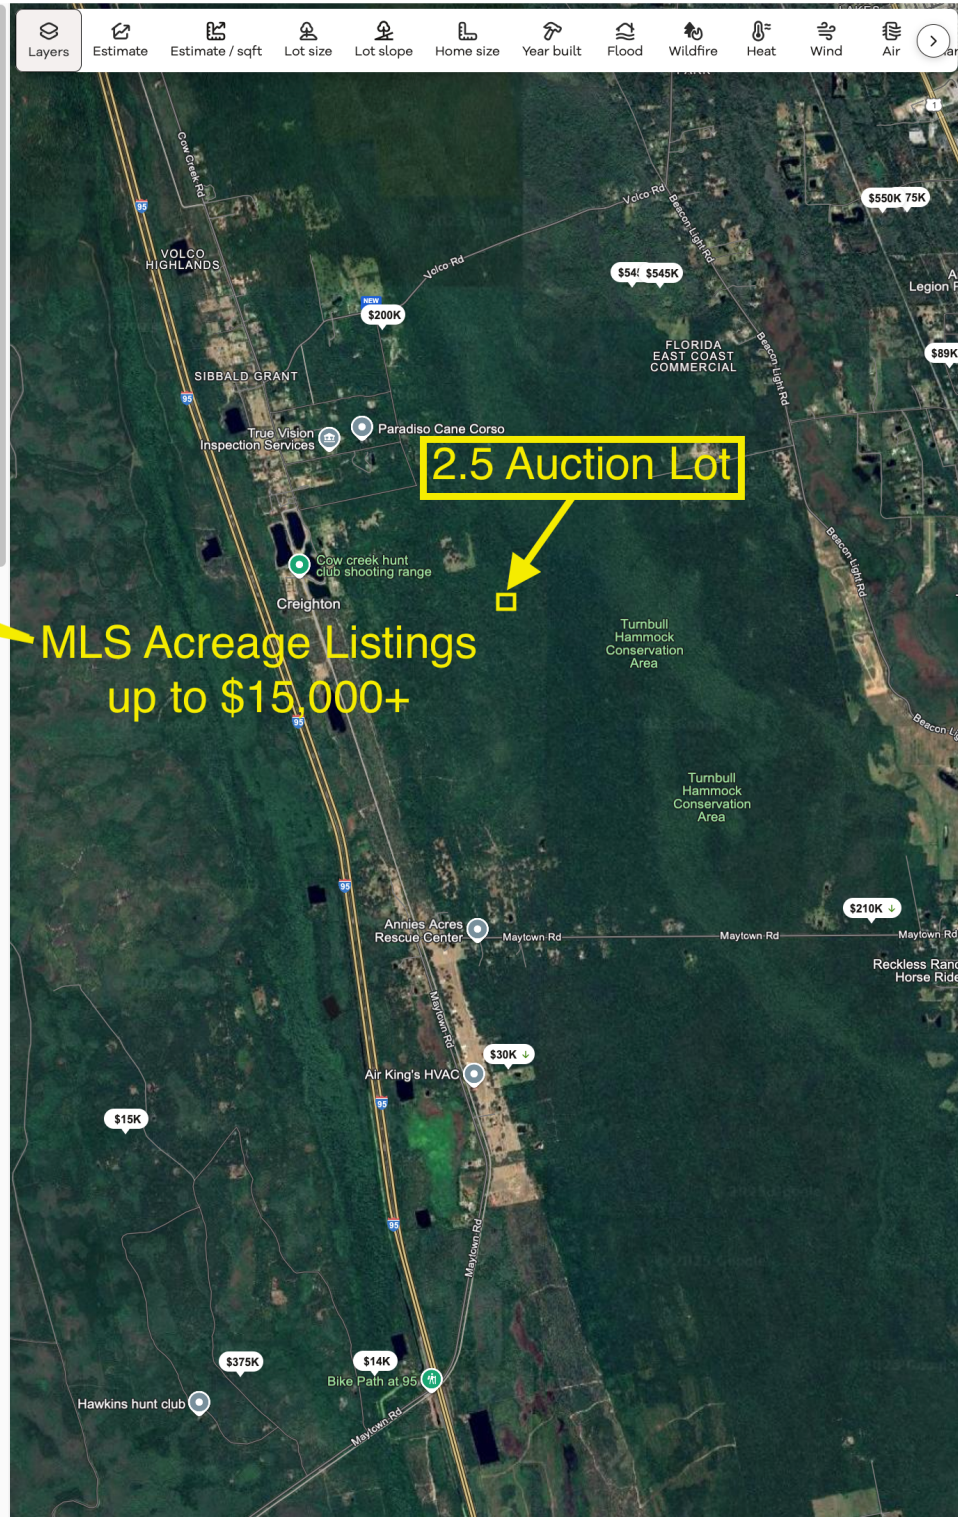 Layers
Estimate
Estimate / sqft
Lot size
Lot slope
Home size
Year built
Flood
Wildfire
Heat
Wind
Air
1
Cow Creek Rd
95
Volco Rd
Beacon Light Rd
$550K
75K
VOLCO
HIGHLANDS
Volco Rd
$545K
Legion
NEW
$200K
FLORIDA
EAST COAST
COMMERCIAL
Beacon Light Rd
$89K
SIBBALD GRANT
95
True Vision
Inspection Services
Paradiso Cane Corso
2.5 Auction Lot
Cow creek hunt
club shooting range
Beacon Light Rd
Creighton
Turnbull
Hammock
Conservation
Area
MLS Acreage Listings
up to $15,000+
95
Beacon
Turnbull
Hammock
Conservation
Area
95
$210K
Annies Acres
Rescue Center
Maytown Rd
Maytown Rd
Maytown Rd
Reckless
Horse
Maytown Rd
$30K
Air King's HVAC
95
$15K
95
Maytown Rd
$375K
$14K
Bike Path at 95
Hawkins hunt club
Maytown Rd